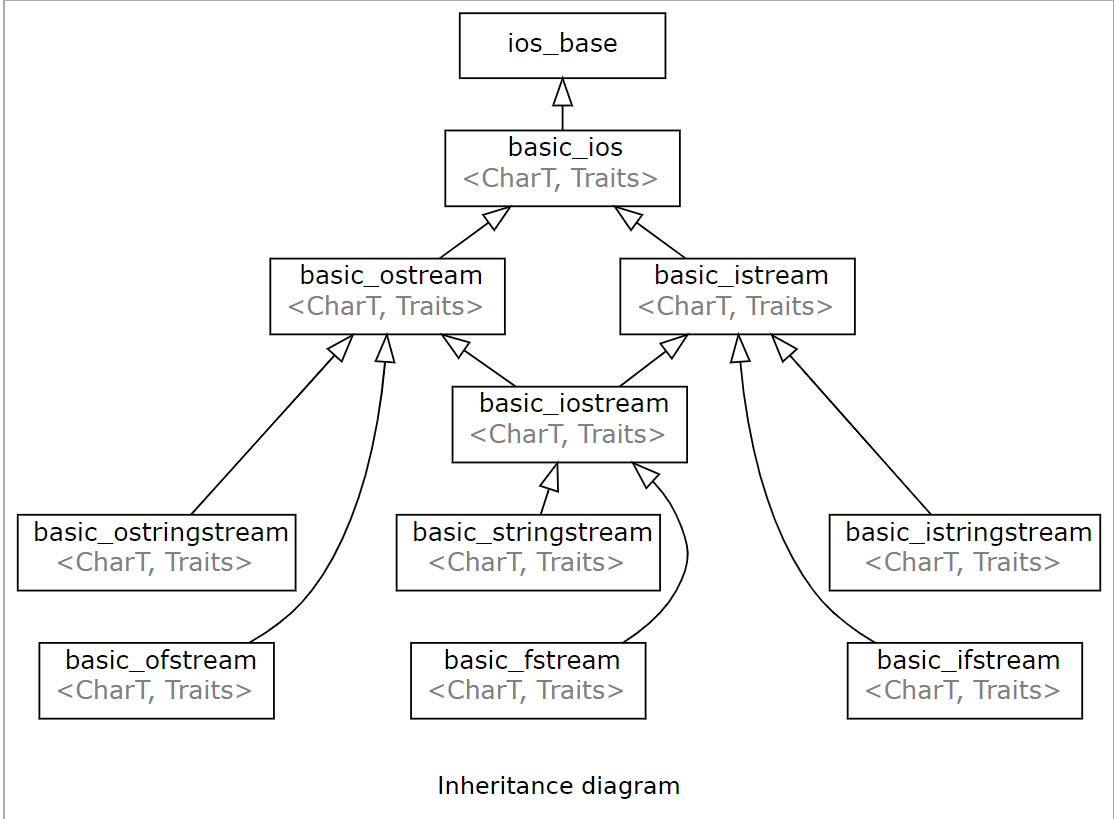 ios_base
basic_ios
<CharT, Traits>
basic_ostream
<CharT, Traits>
basic_istream
<CharT, Traits>
basic_iostream
<CharT, Traits>
basic_ostringstream
<CharT, Traits>
basic_stringstream
<CharT, Traits>
basic_istringstream
<CharT, Traits>
basic_ofstream
<CharT, Traits>
basic_fstream
<CharT, Traits>
basic_ifstream
<CharT, Traits>
Inheritance diagram